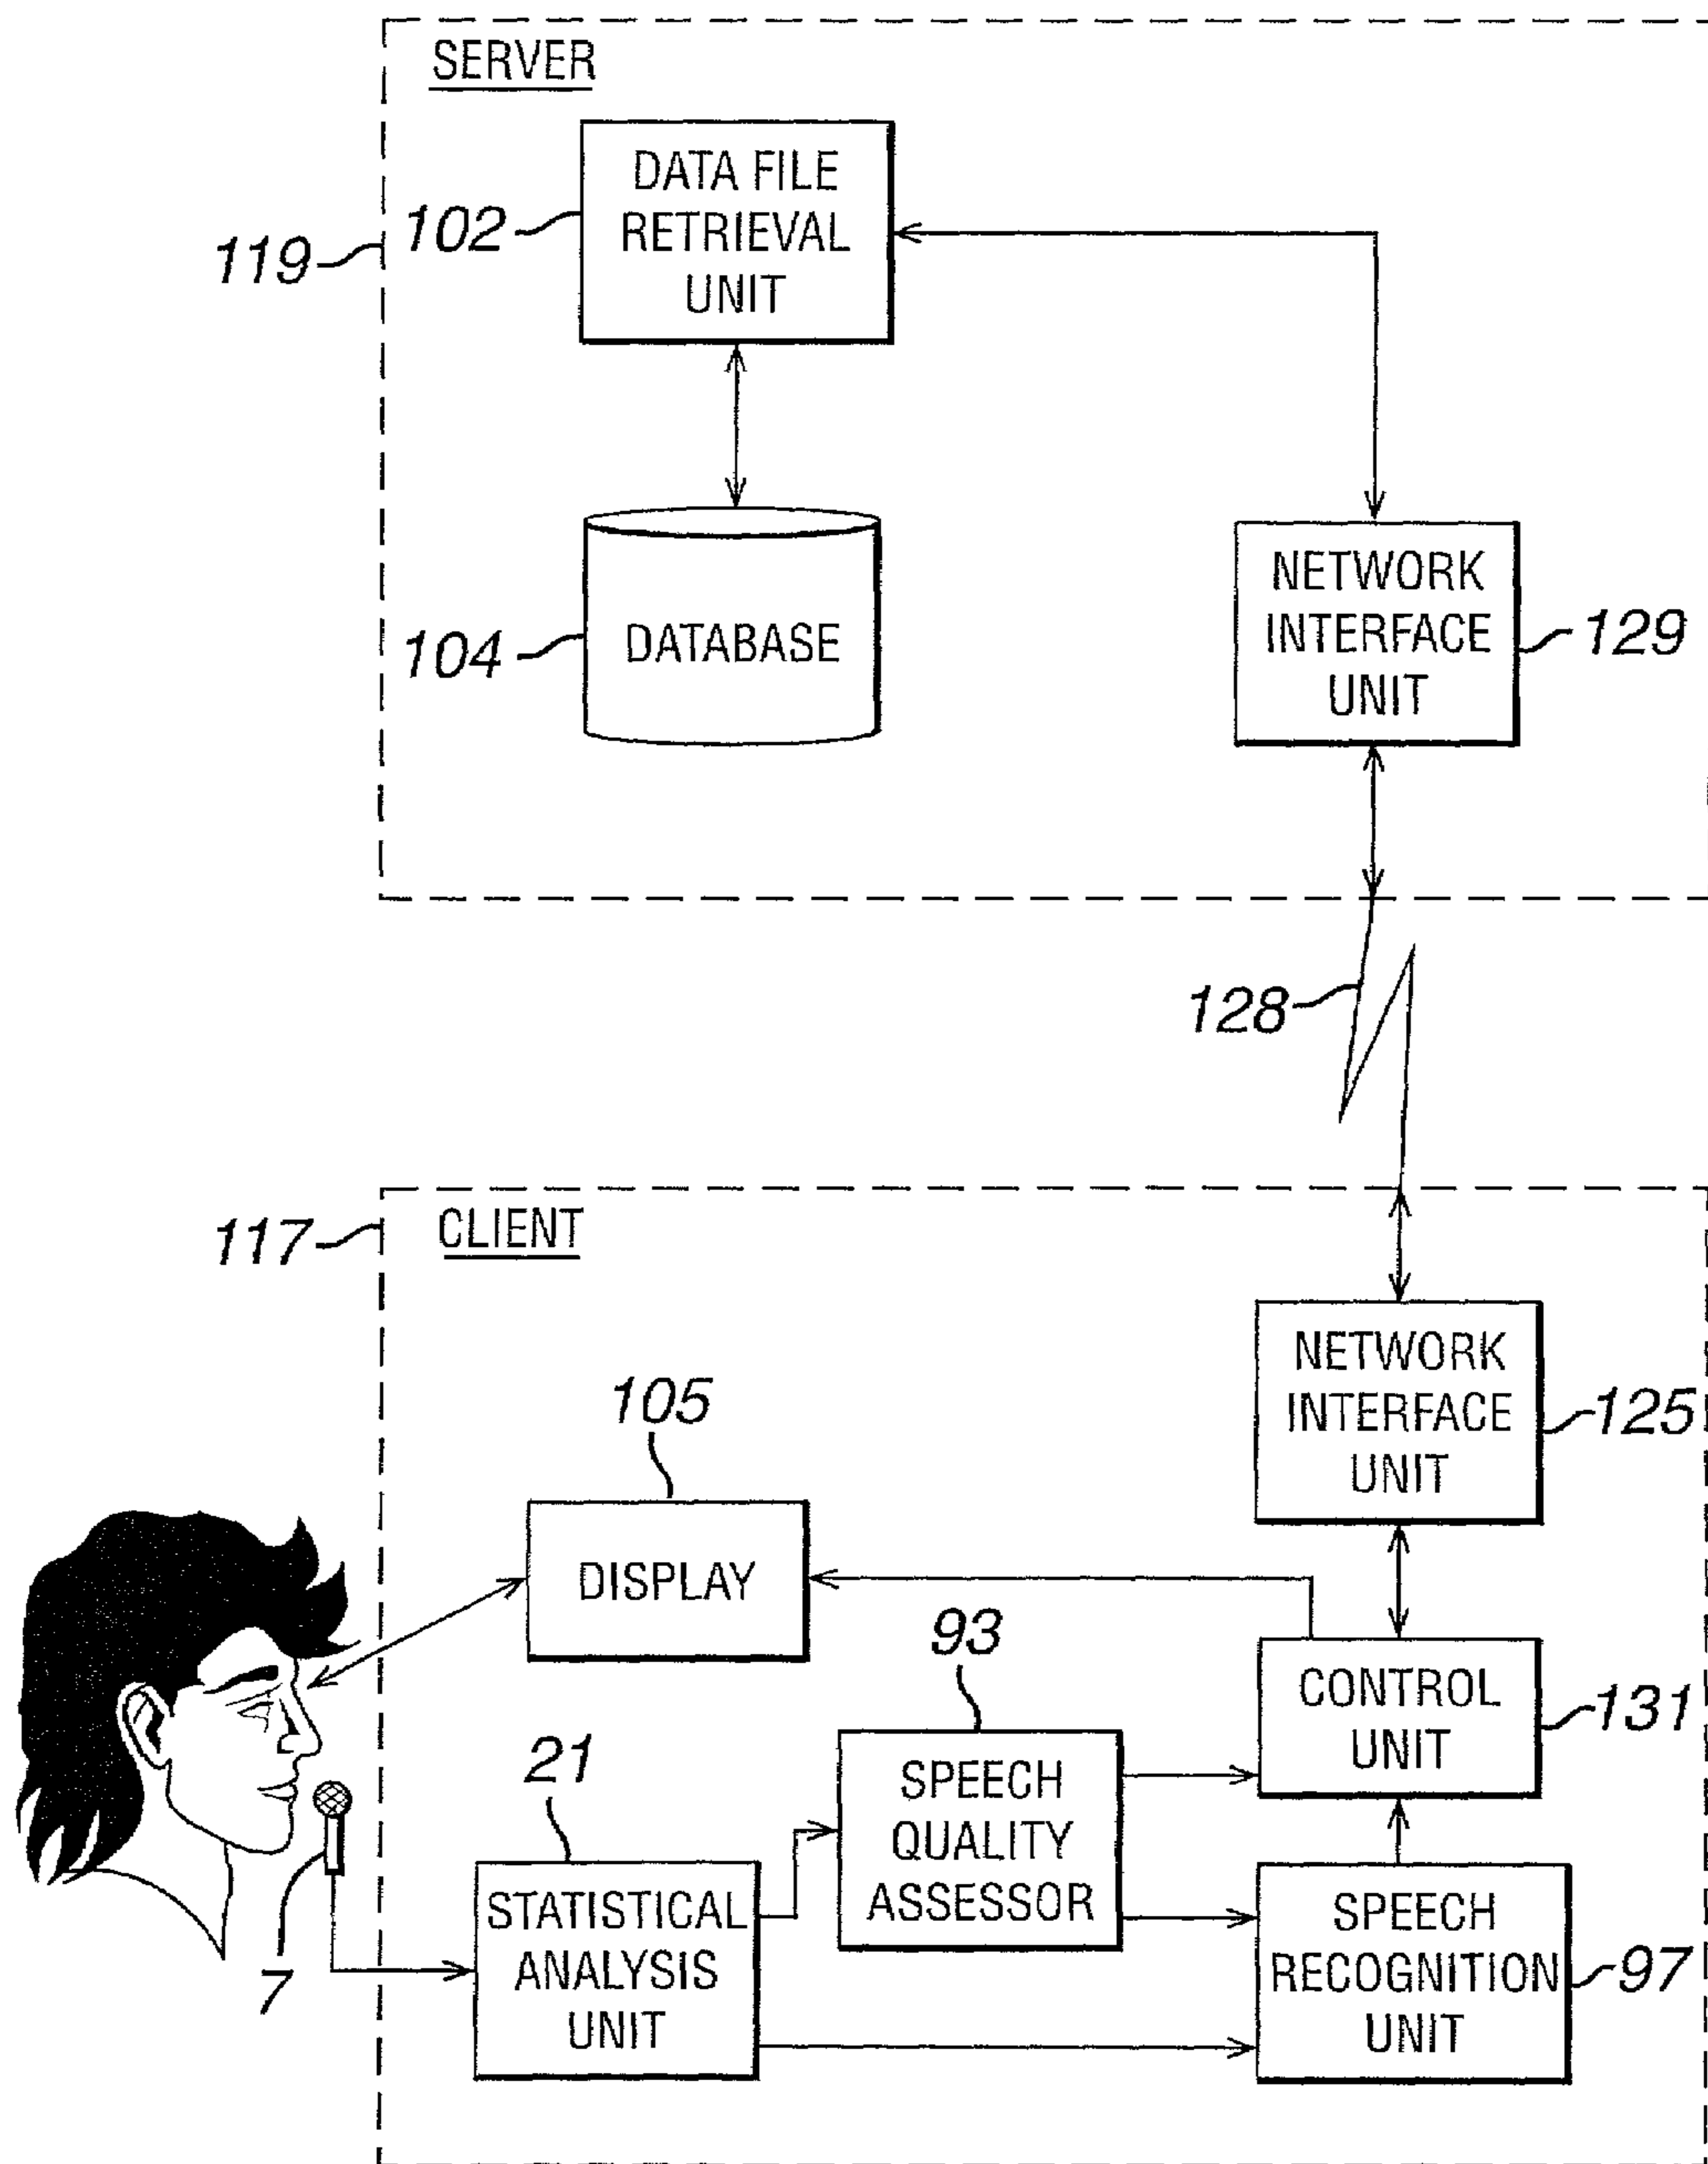 SERVER
DATA FILE
RETRIEVAL
UNIT
102
119
DATABASE
104
NETWORK
INTERFACE
UNIT
129
128
117
CLIENT
NETWORK
INTERFACE
UNIT
125
105
DISPLAY
93
CONTROL
UNIT
131
21
SPEECH
QUALITY
ASSESSOR
7
STATISTICAL
ANALYSIS
UNIT
SPEECH
RECOGNITION
UNIT
97